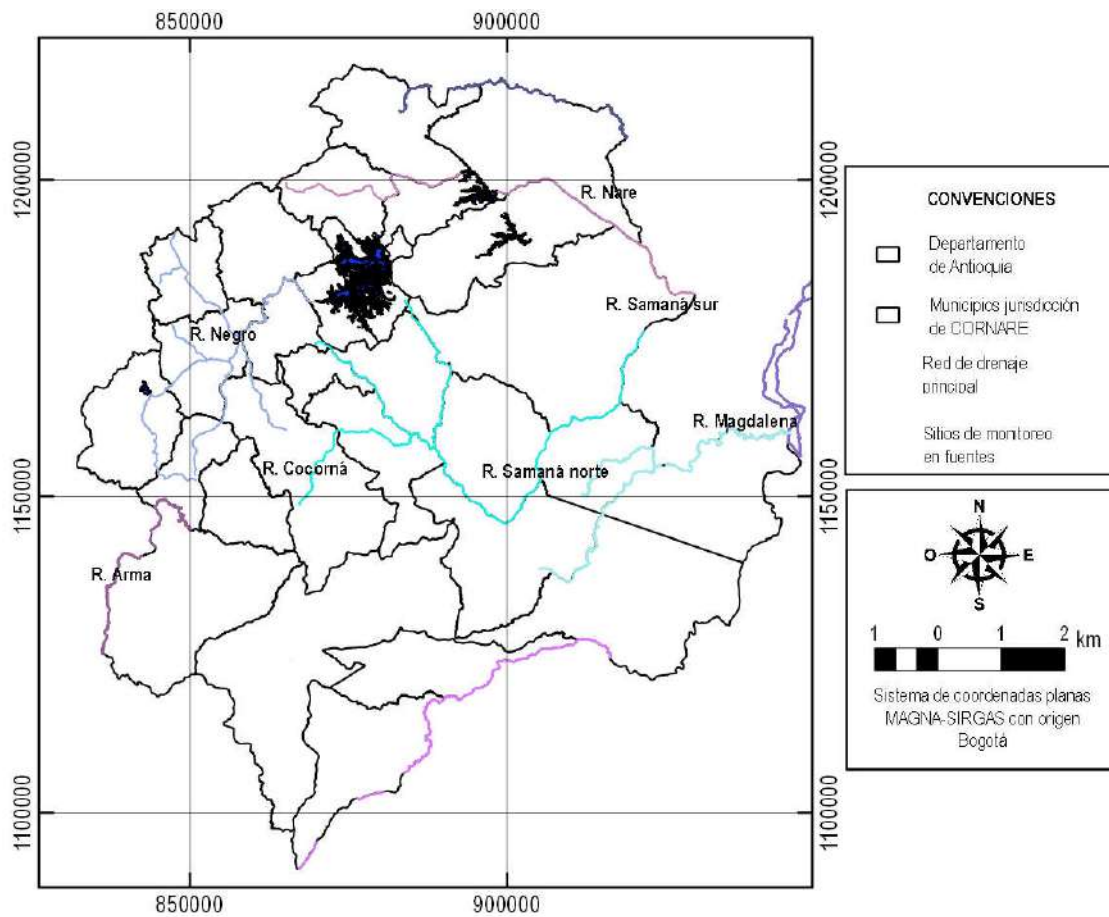 850000
900000
1200000
1200000
R. Nare
R. Samaná sur
R. Negro
R. Magdalena
R. Cocorná
R. Samaná norte
1150000
1150000
R. Arma
1100000
1100000
850000
900000
CONVENCIONES
Departamento
de Antioquia
Municipios jurisdicción
de CORNARE
Red de drenaje
principal
Sitios de monitoreo
en fuentes
N
O
E
S
1 0 1 2 km
Sistema de coordenadas planas
MAGNA-SIRGAS con origen
Bogotá